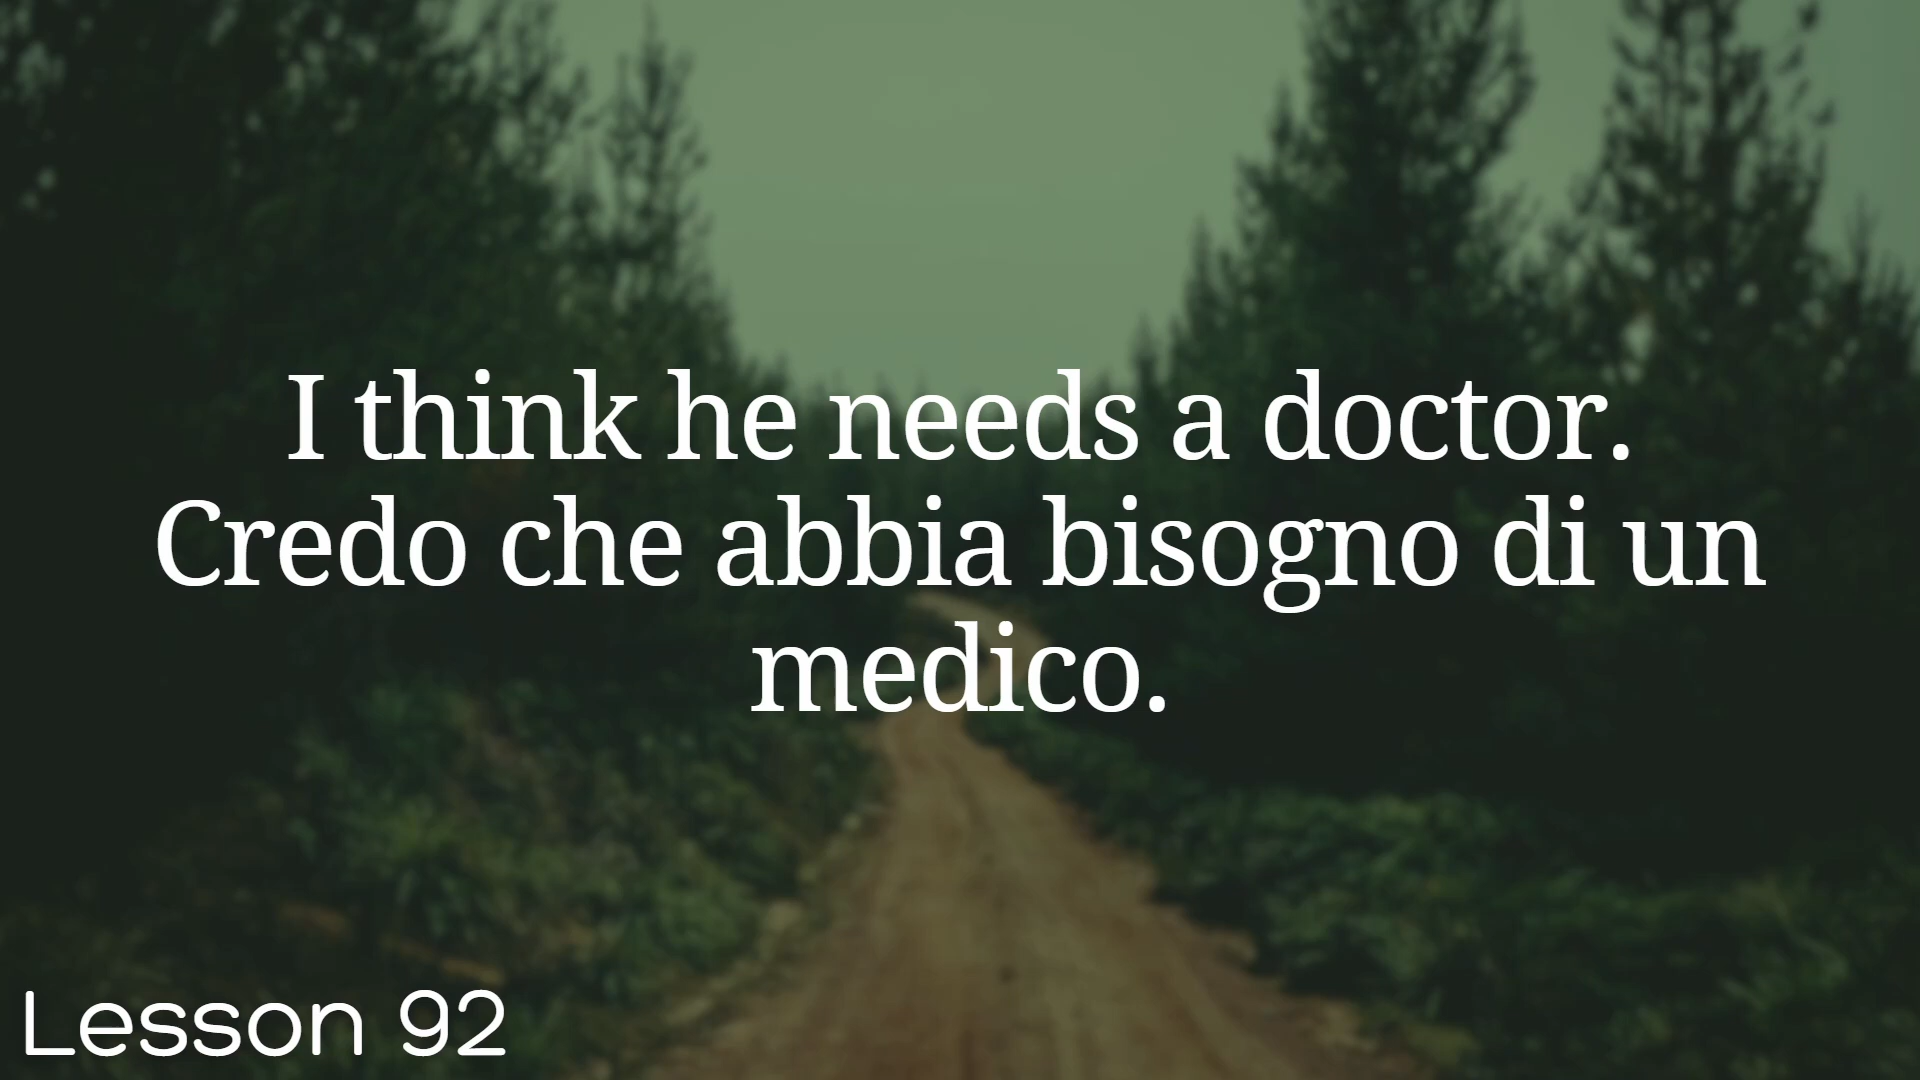 I think he needs a doctor.
Credo che abbia bisogno di un
medico.
Lesson 92